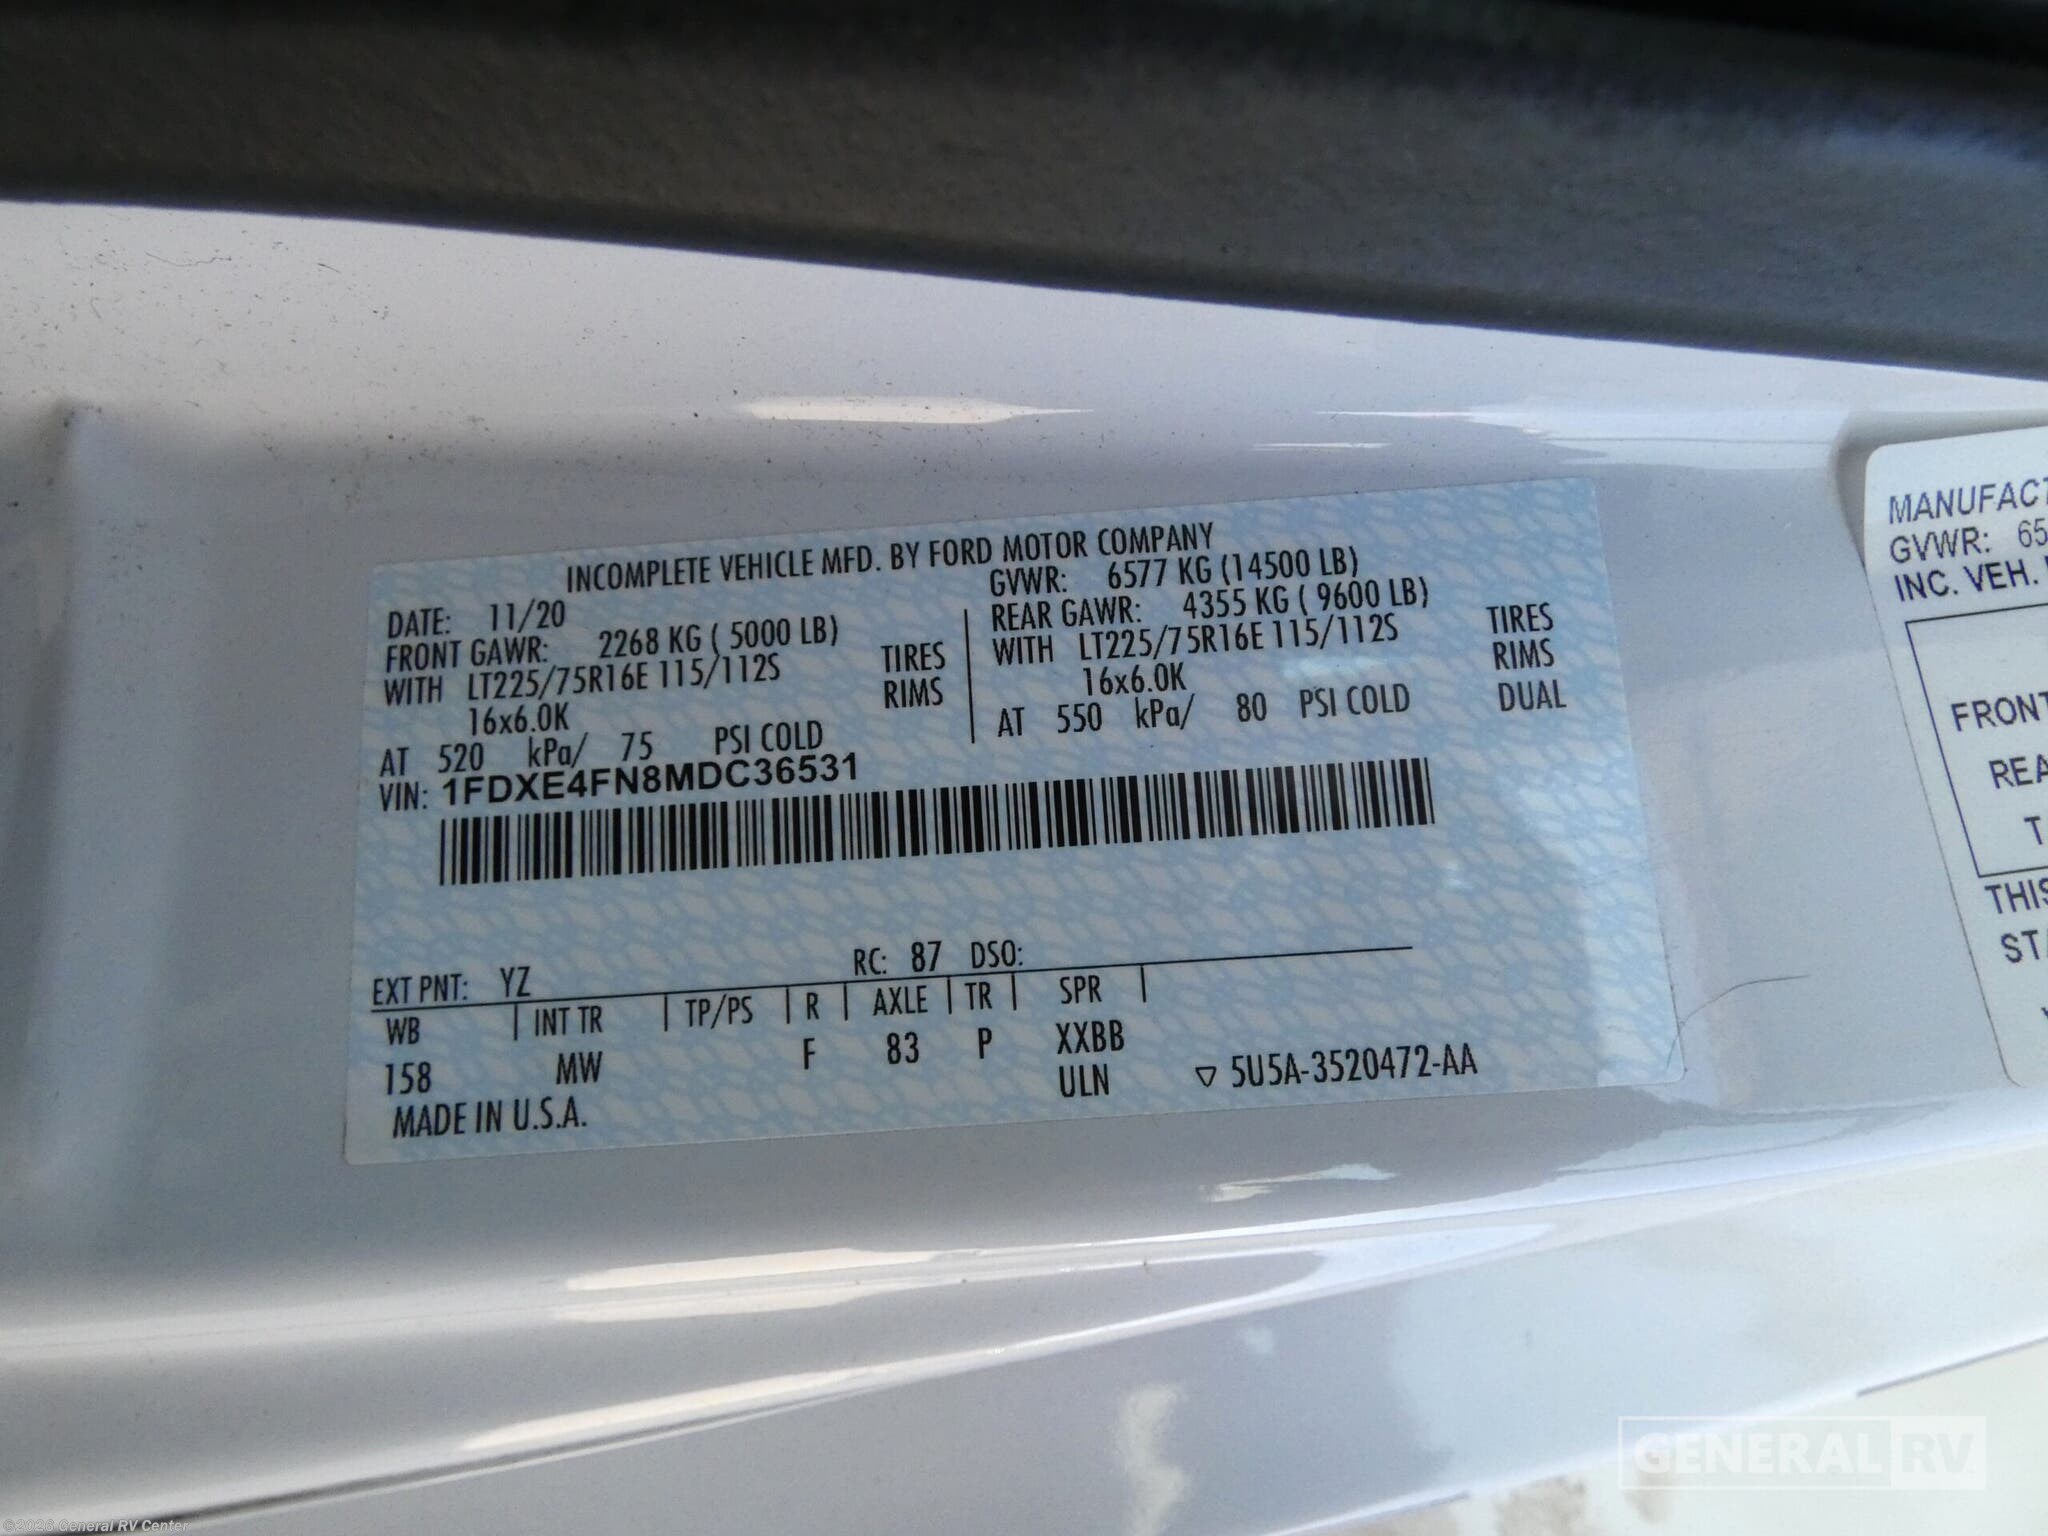 INCOMPLETE VEHICLE MFD. BY FORD MOTOR COMPANY
DATE: 11/20
GVWR: 6577 KG (14500 LB)
FRONT GAWR: 2268 KG ( 5000 LB)
REAR GAWR: 4355 KG ( 9600 LB)
WITH LT225/75R16E 115/112S TIRES
WITH LT225/75R16E 115/112S TIRES
16x6.0K RIMS
16x6.0K RIMS
AT 520 kPa/ 75 PSI COLD
AT 550 kPa/ 80 PSI COLD DUAL
VIN: 1FDXE4FN8MDC36531
EXT PNT: YZ RC: 87 DSO:
WB | INT TR | TP/PS | R | AXLE | TR | SPR |
158 MW F 83 P XXBB
ULN ▽ 5U5A-3520472-AA
MADE IN U.S.A.
MANUFACT
GVWR: 65
INC. VEH.
FRONT
REA
T
THIS
STA
GENERAL RV
©2026 General RV Center